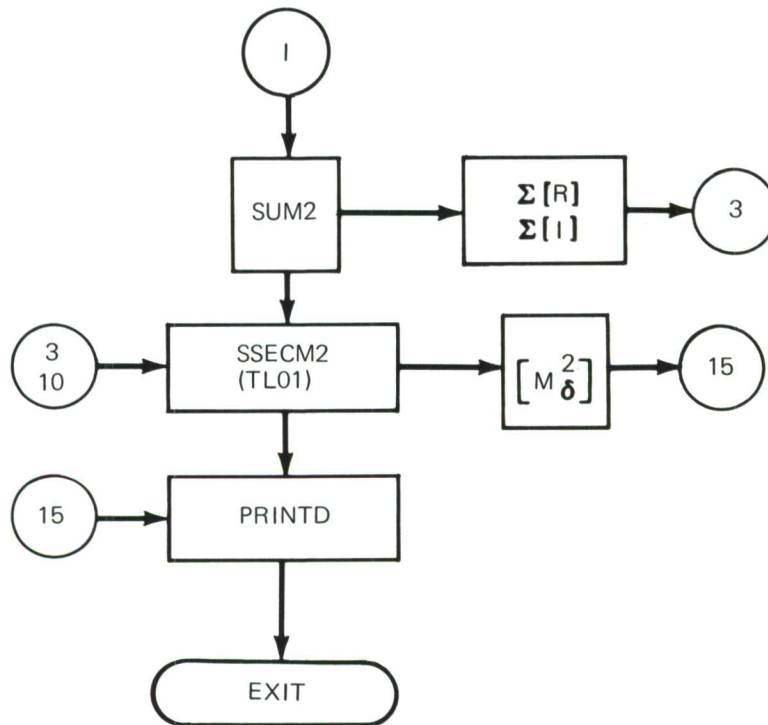 I
SUM2
Σ [R]
Σ [I]
3
3
10
SSECM2
(TL01)
[M²δ]
15
15
PRINTD
EXIT